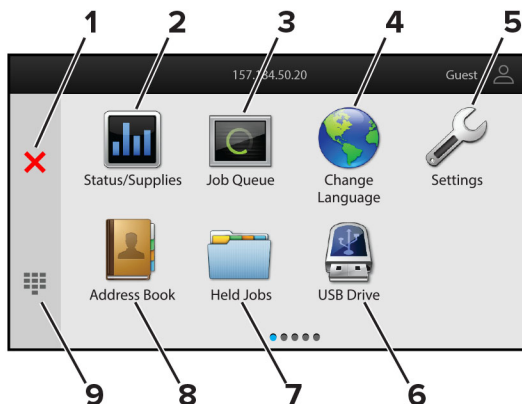 1 2 3 4 5
157.184.50.20 Guest
Status/Supplies Job Queue Change Language Settings
Address Book Held Jobs USB Drive
9 8 7 6